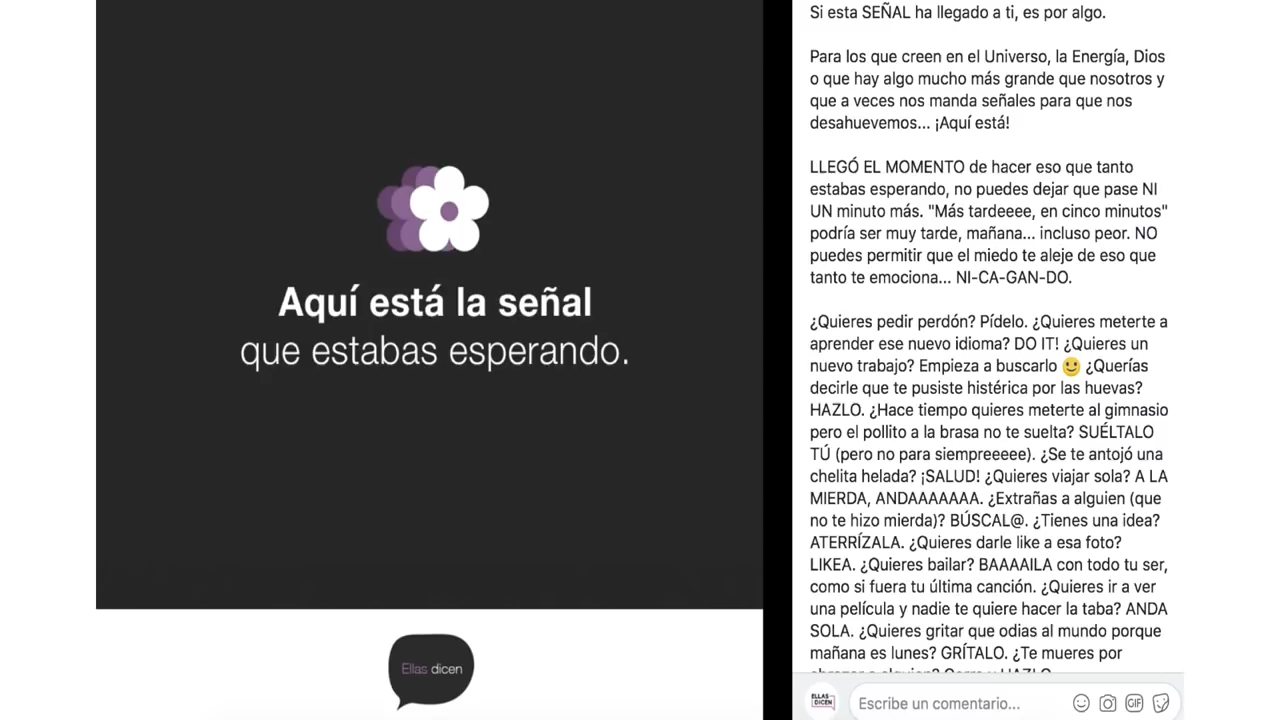 Aquí está la señal
que estabas esperando.
Ellas dicen
Si esta SEÑAL ha llegado a ti, es por algo.
Para los que creen en el Universo, la Energía, Dios
o que hay algo mucho más grande que nosotros y
que a veces nos manda señales para que nos
desahuevemos... ¡Aquí está!
LLEGÓ EL MOMENTO de hacer eso que tanto
estabas esperando, no puedes dejar que pase NI
UN minuto más. "Más tardeeee, en cinco minutos"
podría ser muy tarde, mañana... incluso peor. NO
puedes permitir que el miedo te aleje de eso que
tanto te emociona... NI-CA-GAN-DO.
¿Quieres pedir perdón? Pídelo. ¿Quieres meterte a
aprender ese nuevo idioma? DO IT! ¿Quieres un
nuevo trabajo? Empieza a buscarlo 🙂 ¿Querías
decirle que te pusiste histérica por las huevas?
HAZLO. ¿Hace tiempo quieres meterte al gimnasio
pero el pollito a la brasa no te suelta? SUÉLTALO
TÚ (pero no para siempreeeee). ¿Se te antojó una
chelita helada? ¡SALUD! ¿Quieres viajar sola? A LA
MIERDA, ANDAAAAAAA. ¿Extrañas a alguien (que
no te hizo mierda)? BÚSCAL@. ¿Tienes una idea?
ATERRÍZALA. ¿Quieres darle like a esa foto?
LIKEA. ¿Quieres bailar? BAAAAILA con todo tu ser,
como si fuera tu última canción. ¿Quieres ir a ver
una película y nadie te quiere hacer la taba? ANDA
SOLA. ¿Quieres gritar que odias al mundo porque
mañana es lunes? GRÍTALO. ¿Te mueres por
abrazar a alguien? Corre y HAZLO.
ELLAS DICEN
Escribe un comentario...
GIF